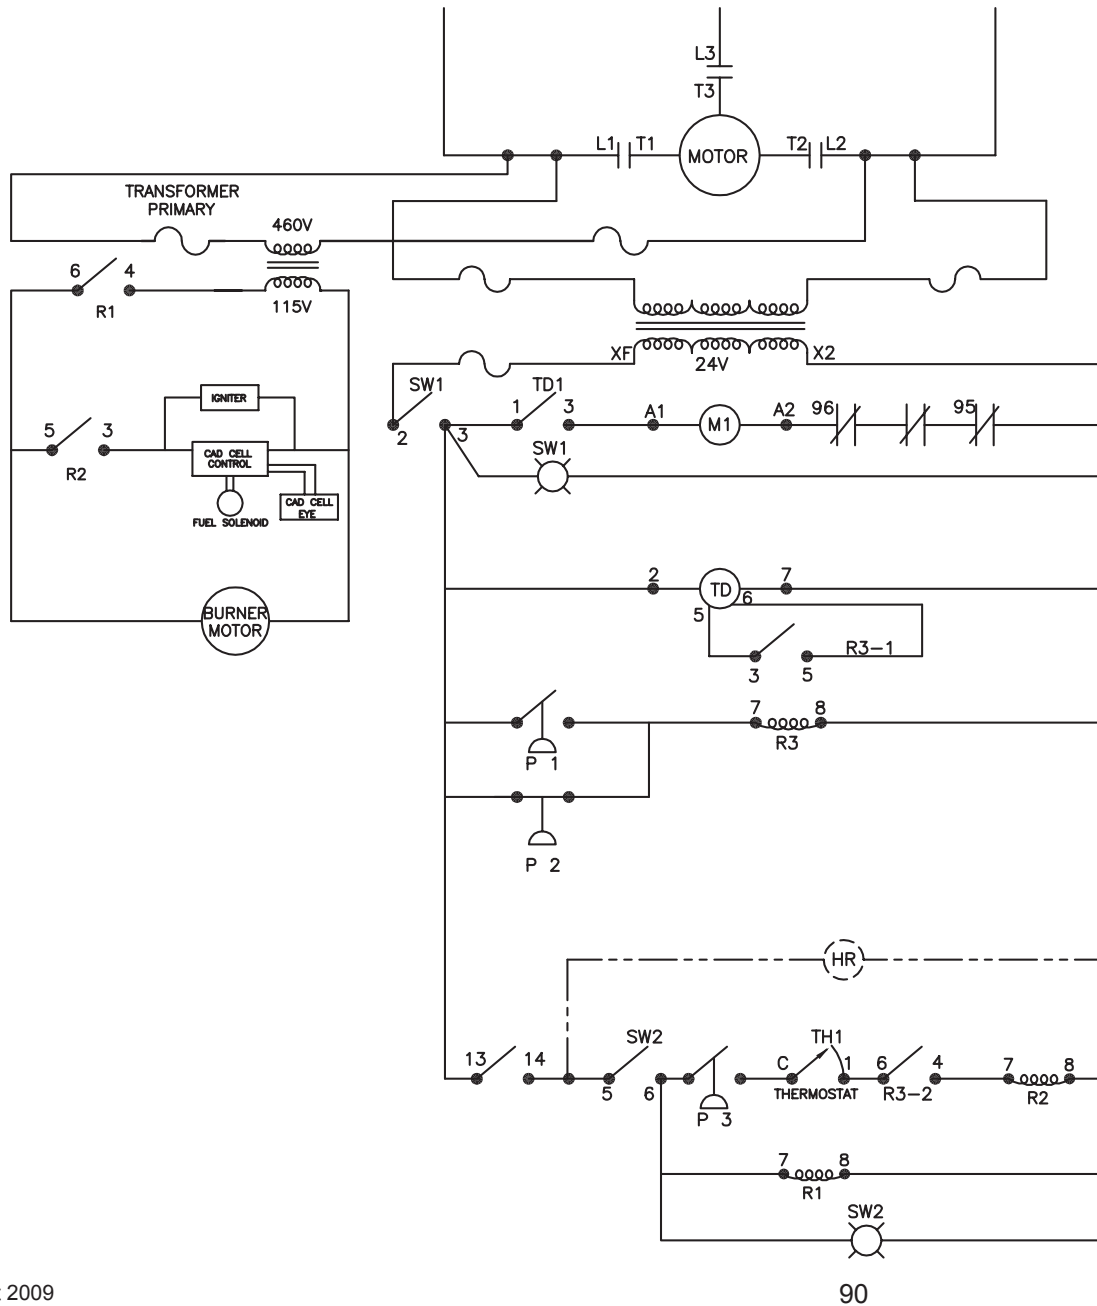 L3
T3
L1 T1
MOTOR
T2 L2
TRANSFORMER
PRIMARY
460V
6 4
R1
115V
XF
24V
X2
SW1
2
3
TD1
1 3
A1
M1
A2
96
95
SW1
IGNITER
5 3
R2
CAD CELL
CONTROL
CAD CELL
EYE
FUEL SOLENOID
BURNER
MOTOR
2
TD
7
5
6
R3-1
3 5
P 1
7 8
R3
P 2
HR
13 14
SW2
5 6
P 3
TH1
C 1
THERMOSTAT
6 4
R3-2
7 8
R2
7 8
R1
SW2
2009
90